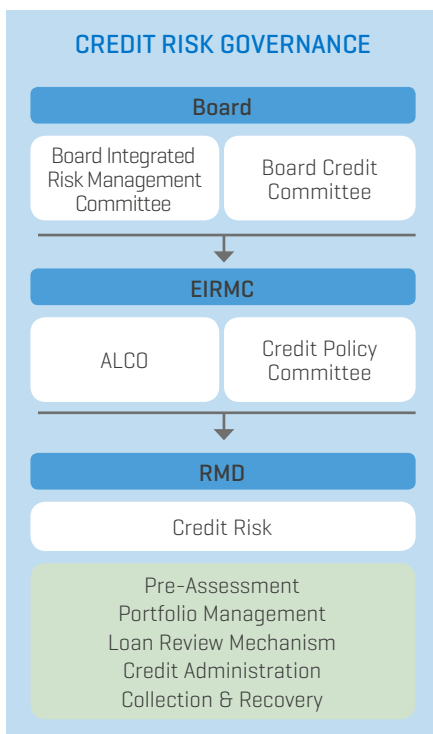 CREDIT RISK GOVERNANCE
Board
Board Integrated
Risk Management
Committee
Board Credit
Committee
EIRMC
ALCO
Credit Policy
Committee
RMD
Credit Risk
Pre-Assessment
Portfolio Management
Loan Review Mechanism
Credit Administration
Collection & Recovery